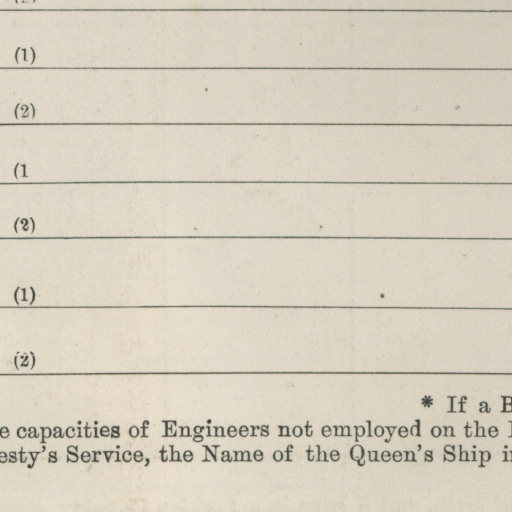 (1)
(2)
(1
(2)
(1)
(2)
* If a B
e capacities of Engineers not employed on the
esty's Service, the Name of the Queen's Ship in